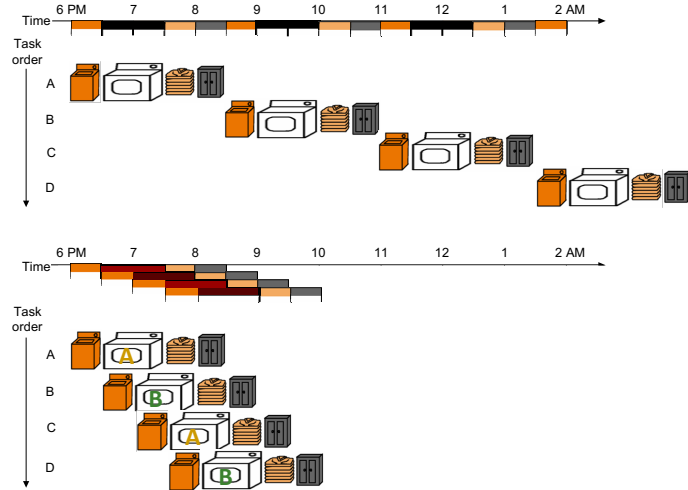 6 PM 7 8 9 10 11 12 1 2 AM
Time
Task
order
A
B
C
D
6 PM 7 8 9 10 11 12 1 2 AM
Time
Task
order
A A
B B
C A
D B